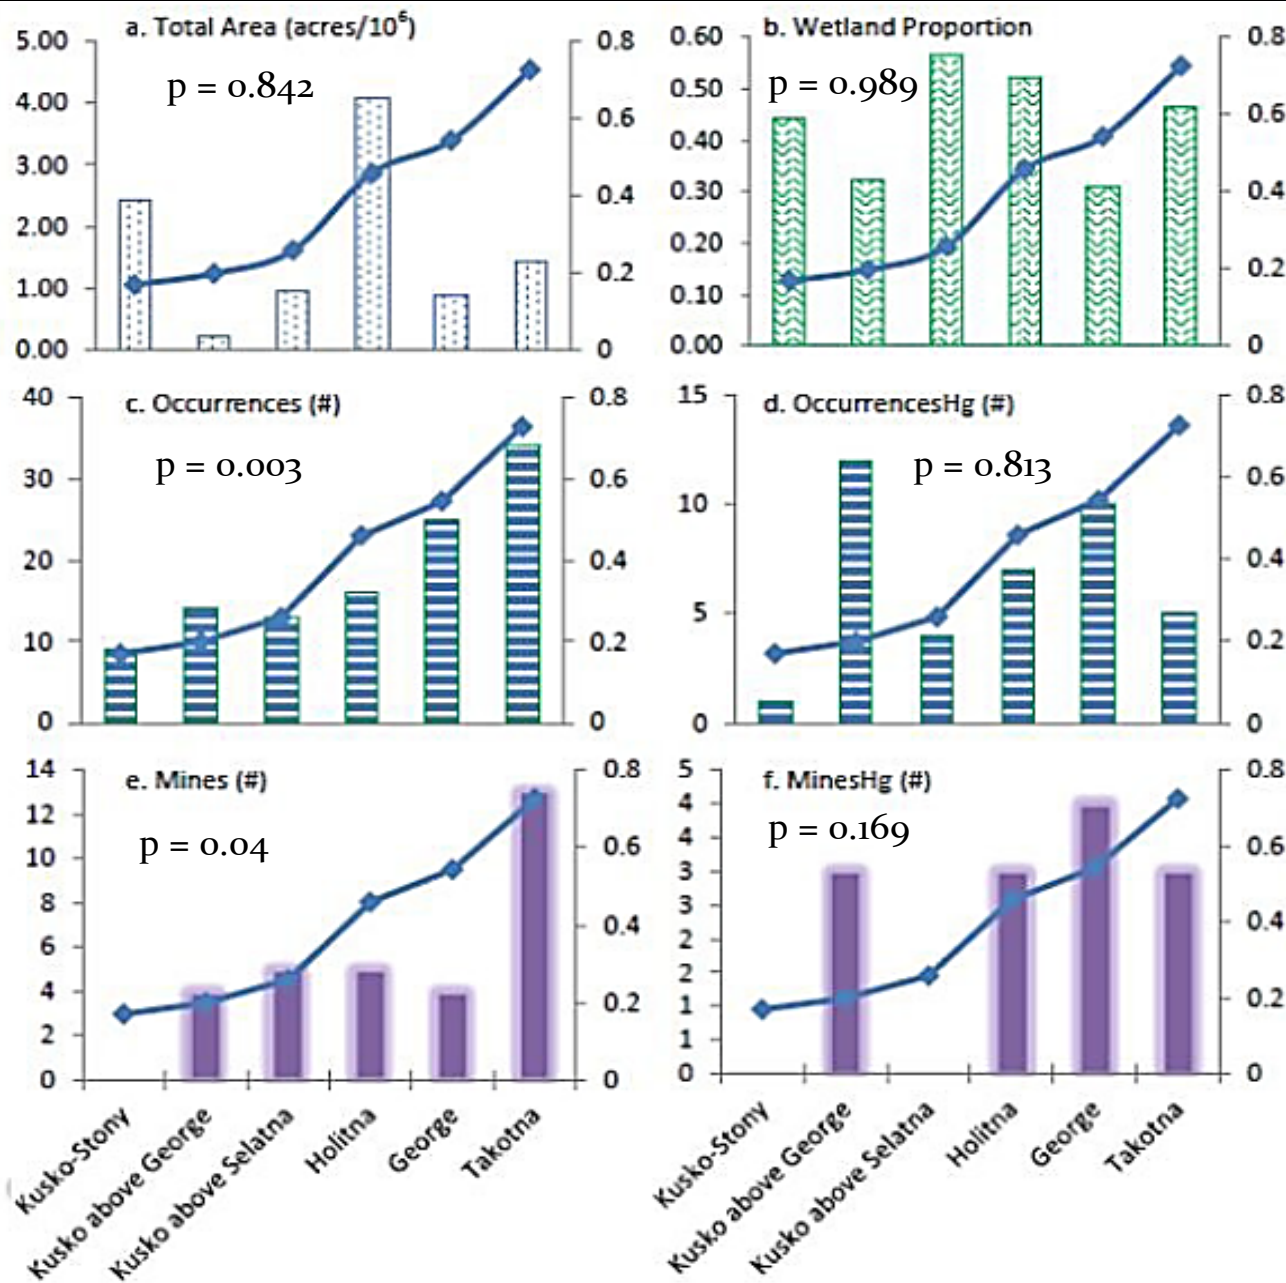 a. Total Area (acres/10⁶)
p = 0.842
5.00
4.00
3.00
2.00
1.00
0.00
0.8
0.6
0.4
0.2
0
b. Wetland Proportion
p = 0.989
0.60
0.50
0.40
0.30
0.20
0.10
0.00
0.8
0.6
0.4
0.2
0
c. Occurrences (#)
p = 0.003
40
30
20
10
0
0.8
0.6
0.4
0.2
0
d. OccurrencesHg (#)
p = 0.813
15
10
5
0
0.8
0.6
0.4
0.2
0
e. Mines (#)
p = 0.04
14
12
10
8
6
4
2
0
0.8
0.6
0.4
0.2
0
f. MinesHg (#)
p = 0.169
5
4
4
3
3
2
2
1
1
0
0.8
0.6
0.4
0.2
0
Kusko-Stony
Kusko above George
Kusko above Selatna
Holitna
George
Takotna
Kusko-Stony
Kusko above George
Kusko above Selatna
Holitna
George
Takotna